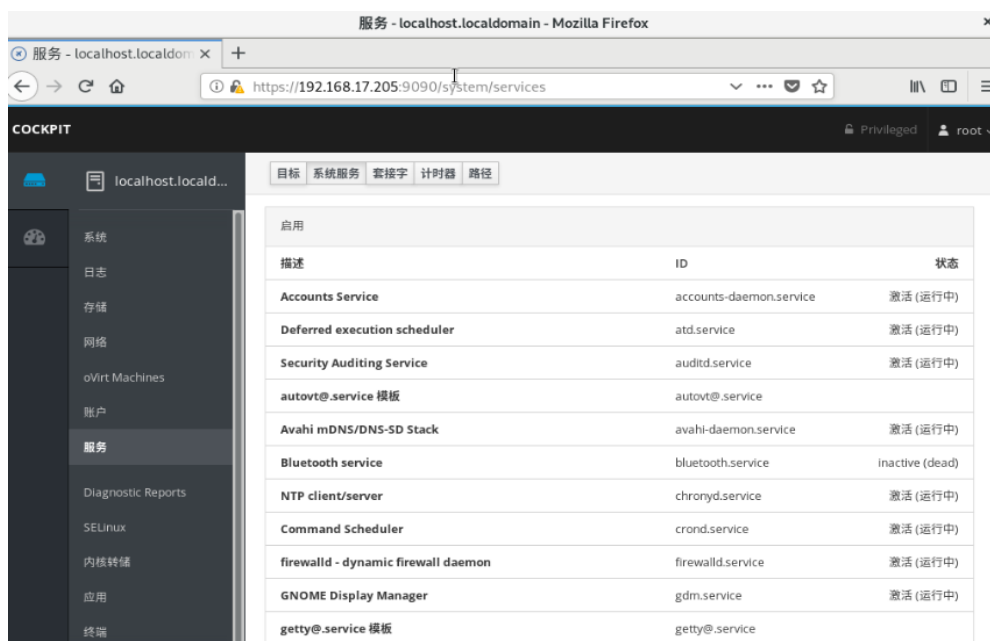 服务 - localhost.localdomain - Mozilla Firefox
服务 - localhost.localdom
https://192.168.17.205:9090/system/services
COCKPIT
Privileged
root
localhost.locald...
系统
日志
存储
网络
oVirt Machines
账户
服务
Diagnostic Reports
SELinux
内核转储
应用
终端
目标 系统服务 套接字 计时器 路径
启用
描述 ID 状态
Accounts Service accounts-daemon.service 激活 (运行中)
Deferred execution scheduler atd.service 激活 (运行中)
Security Auditing Service auditd.service 激活 (运行中)
autovt@.service 模板 autovt@.service
Avahi mDNS/DNS-SD Stack avahi-daemon.service 激活 (运行中)
Bluetooth service bluetooth.service inactive (dead)
NTP client/server chronyd.service 激活 (运行中)
Command Scheduler crond.service 激活 (运行中)
firewalld - dynamic firewall daemon firewalld.service 激活 (运行中)
GNOME Display Manager gdm.service 激活 (运行中)
getty@.service 模板 getty@.service